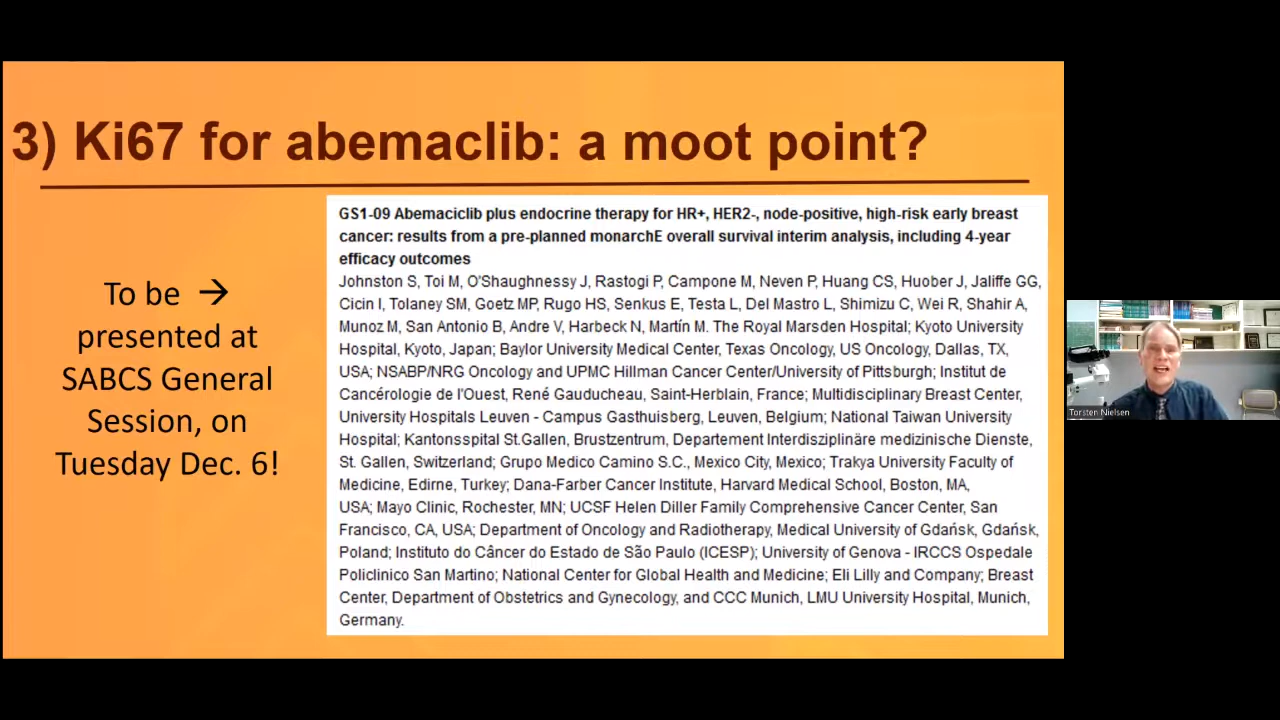 3) Ki67 for abemaclib: a moot point?
To be →
presented at
SABCS General
Session, on
Tuesday Dec. 6!
GS1-09 Abemaciclib plus endocrine therapy for HR+, HER2-, node-positive, high-risk early breast
cancer: results from a pre-planned monarchE overall survival interim analysis, including 4-year
efficacy outcomes
Johnston S, Toi M, O'Shaughnessy J, Rastogi P, Campone M, Neven P, Huang CS, Huober J, Jaliffe GG,
Cicin I, Tolaney SM, Goetz MP, Rugo HS, Senkus E, Testa L, Del Mastro L, Shimizu C, Wei R, Shahir A,
Munoz M, San Antonio B, Andre V, Harbeck N, Martín M. The Royal Marsden Hospital; Kyoto University
Hospital, Kyoto, Japan; Baylor University Medical Center, Texas Oncology, US Oncology, Dallas, TX,
USA; NSABP/NRG Oncology and UPMC Hillman Cancer Center/University of Pittsburgh; Institut de
Cancérologie de l'Ouest, René Gauducheau, Saint-Herblain, France; Multidisciplinary Breast Center,
University Hospitals Leuven - Campus Gasthuisberg, Leuven, Belgium; National Taiwan University
Hospital; Kantonsspital St.Gallen, Brustzentrum, Departement Interdisziplinäre medizinische Dienste,
St. Gallen, Switzerland; Grupo Medico Camino S.C., Mexico City, Mexico; Trakya University Faculty of
Medicine, Edirne, Turkey; Dana-Farber Cancer Institute, Harvard Medical School, Boston, MA,
USA; Mayo Clinic, Rochester, MN; UCSF Helen Diller Family Comprehensive Cancer Center, San
Francisco, CA, USA; Department of Oncology and Radiotherapy, Medical University of Gdańsk, Gdańsk,
Poland; Instituto do Câncer do Estado de São Paulo (ICESP); University of Genova - IRCCS Ospedale
Policlinico San Martino; National Center for Global Health and Medicine; Eli Lilly and Company; Breast
Center, Department of Obstetrics and Gynecology, and CCC Munich, LMU University Hospital, Munich,
Germany.
Torsten Nielsen